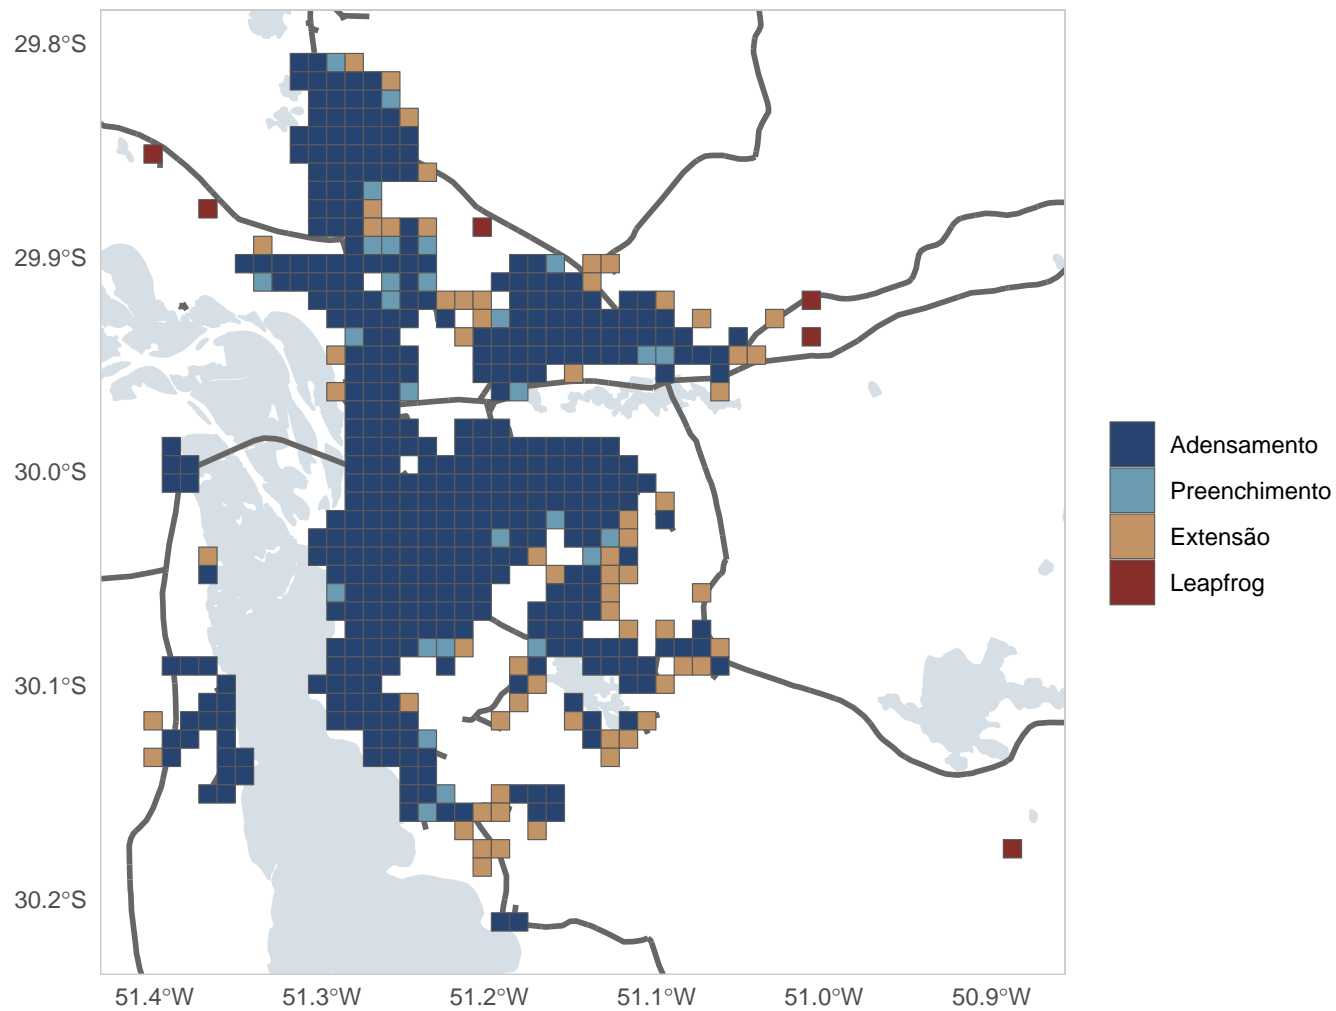 29.8°S
29.9°S
30.0°S
30.1°S
30.2°S
51.4°W
51.3°W
51.2°W
51.1°W
51.0°W
50.9°W
Adensamento
Preenchimento
Extensão
Leapfrog